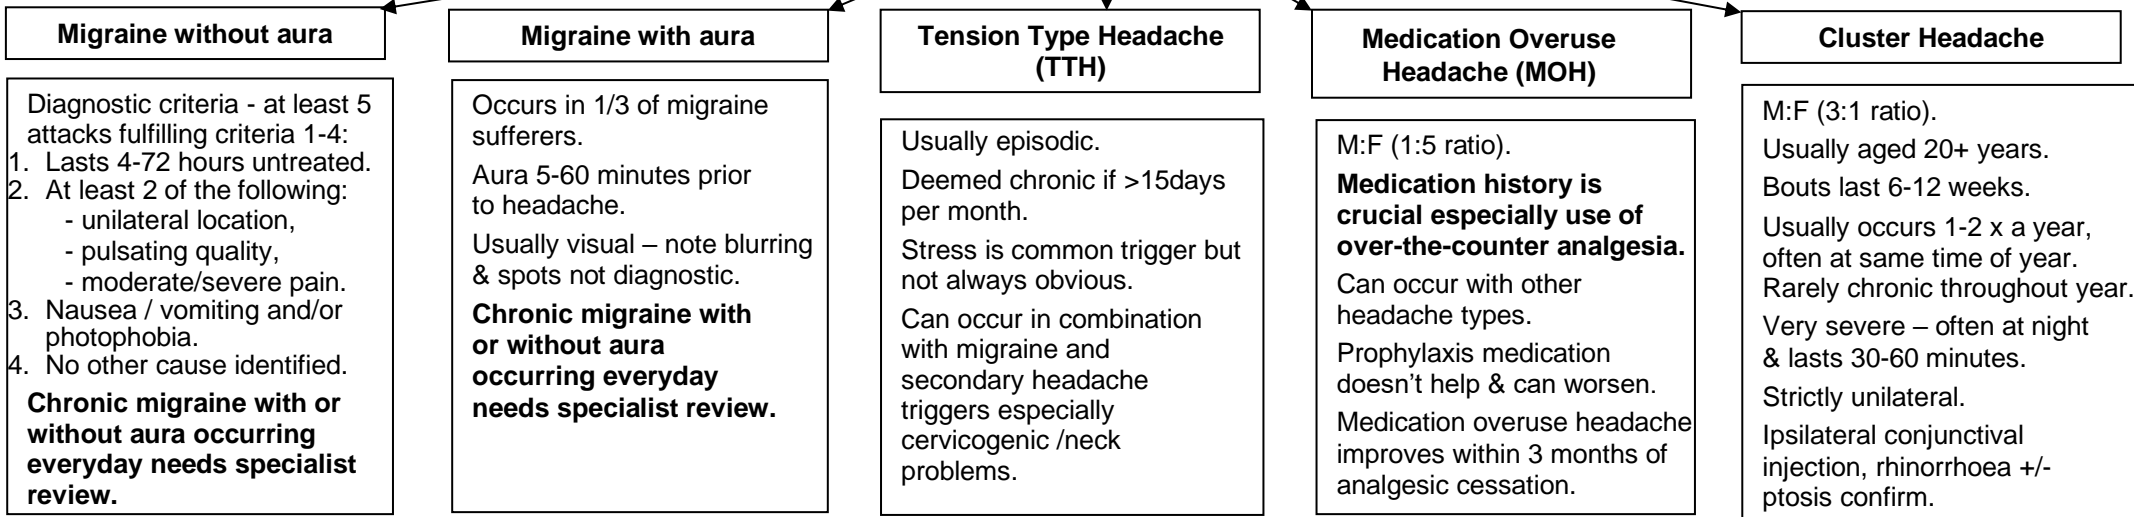 Migraine without aura
Diagnostic criteria - at least 5
attacks fulfilling criteria 1-4:
1. Lasts 4-72 hours untreated.
2. At least 2 of the following:
- unilateral location,
- pulsating quality,
- moderate/severe pain.
3. Nausea / vomiting and/or
photophobia.
4. No other cause identified.
Chronic migraine with or
without aura occurring
everyday needs specialist
review.
Migraine with aura
Occurs in 1/3 of migraine
sufferers.
Aura 5-60 minutes prior
to headache.
Usually visual – note blurring
& spots not diagnostic.
Chronic migraine with
or without aura
occurring everyday
needs specialist review.
Tension Type Headache
(TTH)
Usually episodic.
Deemed chronic if >15days
per month.
Stress is common trigger but
not always obvious.
Can occur in combination
with migraine and
secondary headache
triggers especially
cervicogenic /neck
problems.
Medication Overuse
Headache (MOH)
M:F (1:5 ratio).
Medication history is
crucial especially use of
over-the-counter analgesia.
Can occur with other
headache types.
Prophylaxis medication
doesn’t help & can worsen.
Medication overuse headache
improves within 3 months of
analgesic cessation.
Cluster Headache
M:F (3:1 ratio).
Usually aged 20+ years.
Bouts last 6-12 weeks.
Usually occurs 1-2 x a year,
often at same time of year.
Rarely chronic throughout year.
Very severe – often at night
& lasts 30-60 minutes.
Strictly unilateral.
Ipsilateral conjunctival
injection, rhinorrhoea +/-
ptosis confirm.